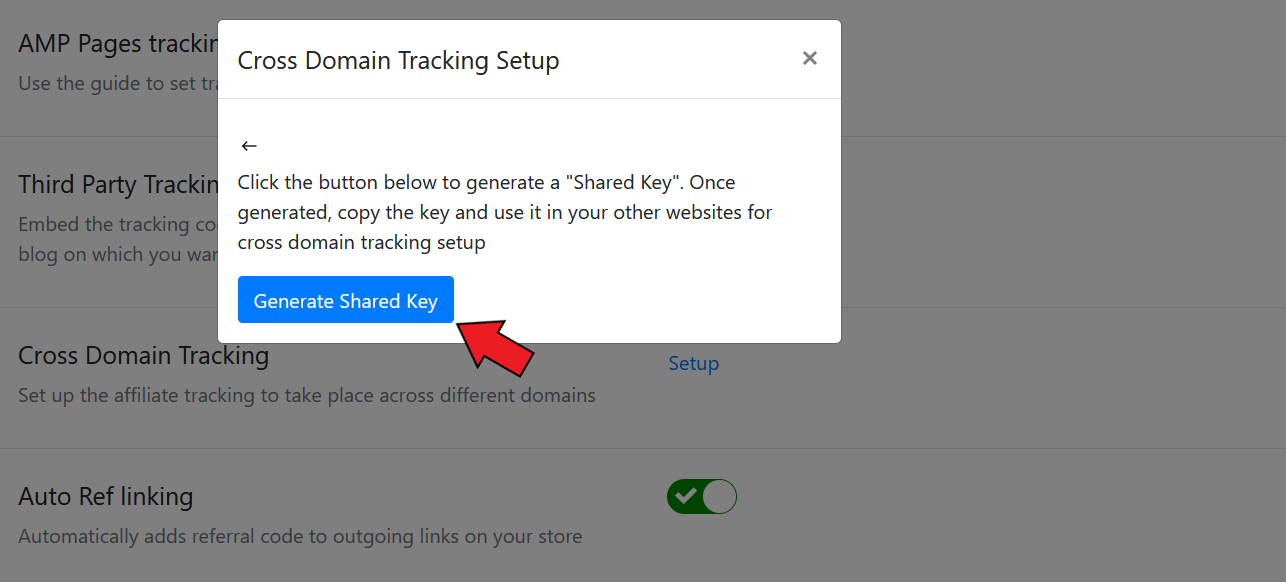 AMP Pages trackin
Use the guide to set tra
Cross Domain Tracking Setup
Click the button below to generate a "Shared Key". Once
generated, copy the key and use it in your other websites for
cross domain tracking setup
Generate Shared Key
Third Party Trackin
Embed the tracking co
blog on which you war
Cross Domain Tracking
Setup
Set up the affiliate tracking to take place across different domains
Auto Ref linking
Automatically adds referral code to outgoing links on your store